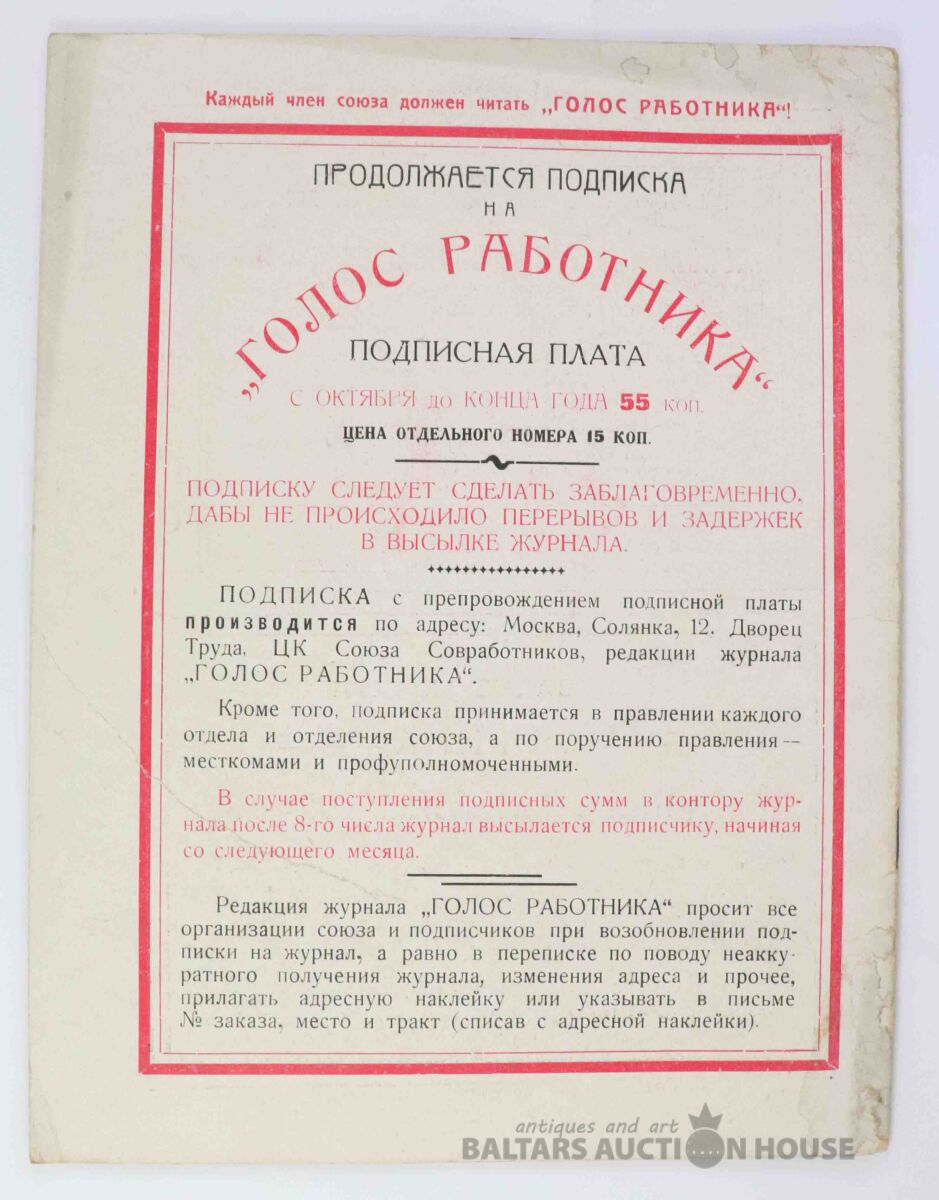 Каждый член союза должен читать „ГОЛОС РАБОТНИКА“!
ПРОДОЛЖАЕТСЯ ПОДПИСКА
НА
„ГОЛОС РАБОТНИКА“
ПОДПИСНАЯ ПЛАТА
С ОКТЯБРЯ до КОНЦА ГОДА 55 коп.
ЦЕНА ОТДЕЛЬНОГО НОМЕРА 15 КОП.
ПОДПИСКУ СЛЕДУЕТ СДЕЛАТЬ ЗАБЛАГОВРЕМЕННО,
ДАБЫ НЕ ПРОИСХОДИЛО ПЕРЕРЫВОВ И ЗАДЕРЖЕК
В ВЫСЫЛКЕ ЖУРНАЛА.
ПОДПИСКА с препровождением подписной платы
производится по адресу: Москва, Солянка, 12. Дворец
Труда, ЦК Союза Совработников, редакции журнала
„ГОЛОС РАБОТНИКА“.
Кроме того, подписка принимается в правлении каждого
отдела и отделения союза, а по поручению правления—
месткомами и профуполномоченными.
В случае поступления подписных сумм в контору жур-
нала после 8-го числа журнал высылается подписчику, начиная
со следующего месяца.
Редакция журнала „ГОЛОС РАБОТНИКА“ просит все
организации союза и подписчиков при возобновлении под-
писки на журнал, а равно в переписке по поводу неакку-
ратного получения журнала, изменения адреса и прочее,
прилагать адресную наклейку или указывать в письме
№ заказа, место и тракт (списав с адресной наклейки).
antiques and art
BALTARS AUCTION HOUSE